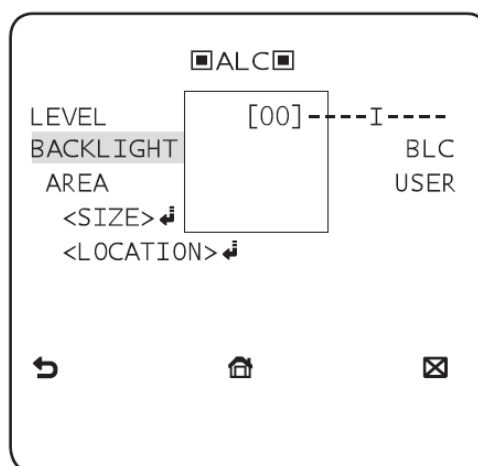 ▣ALC▣
LEVEL [00]----I----
BACKLIGHT BLC
AREA USER
<SIZE>↲
<LOCATION>↲